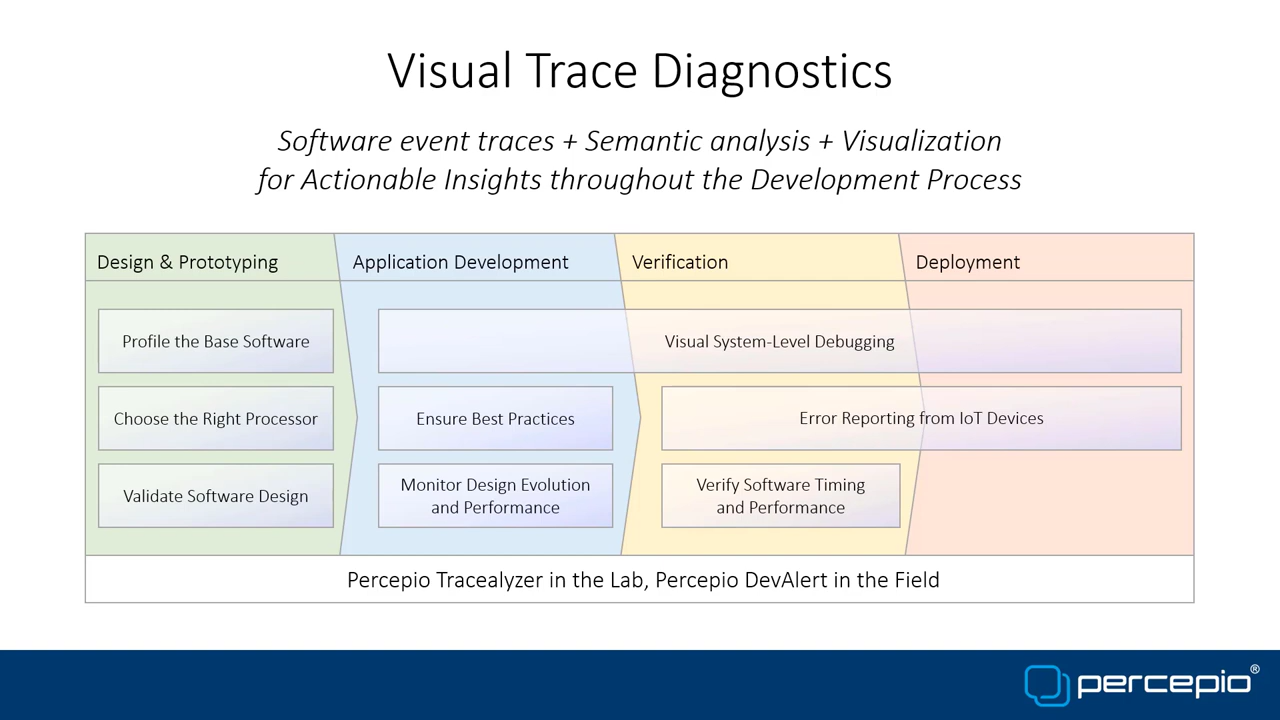 Visual Trace Diagnostics
Software event traces + Semantic analysis + Visualization
for Actionable Insights throughout the Development Process
Design & Prototyping
Application Development
Verification
Deployment
Profile the Base Software
Visual System-Level Debugging
Choose the Right Processor
Ensure Best Practices
Error Reporting from IoT Devices
Validate Software Design
Monitor Design Evolution
and Performance
Verify Software Timing
and Performance
Percepio Tracealyzer in the Lab, Percepio DevAlert in the Field
percepio®